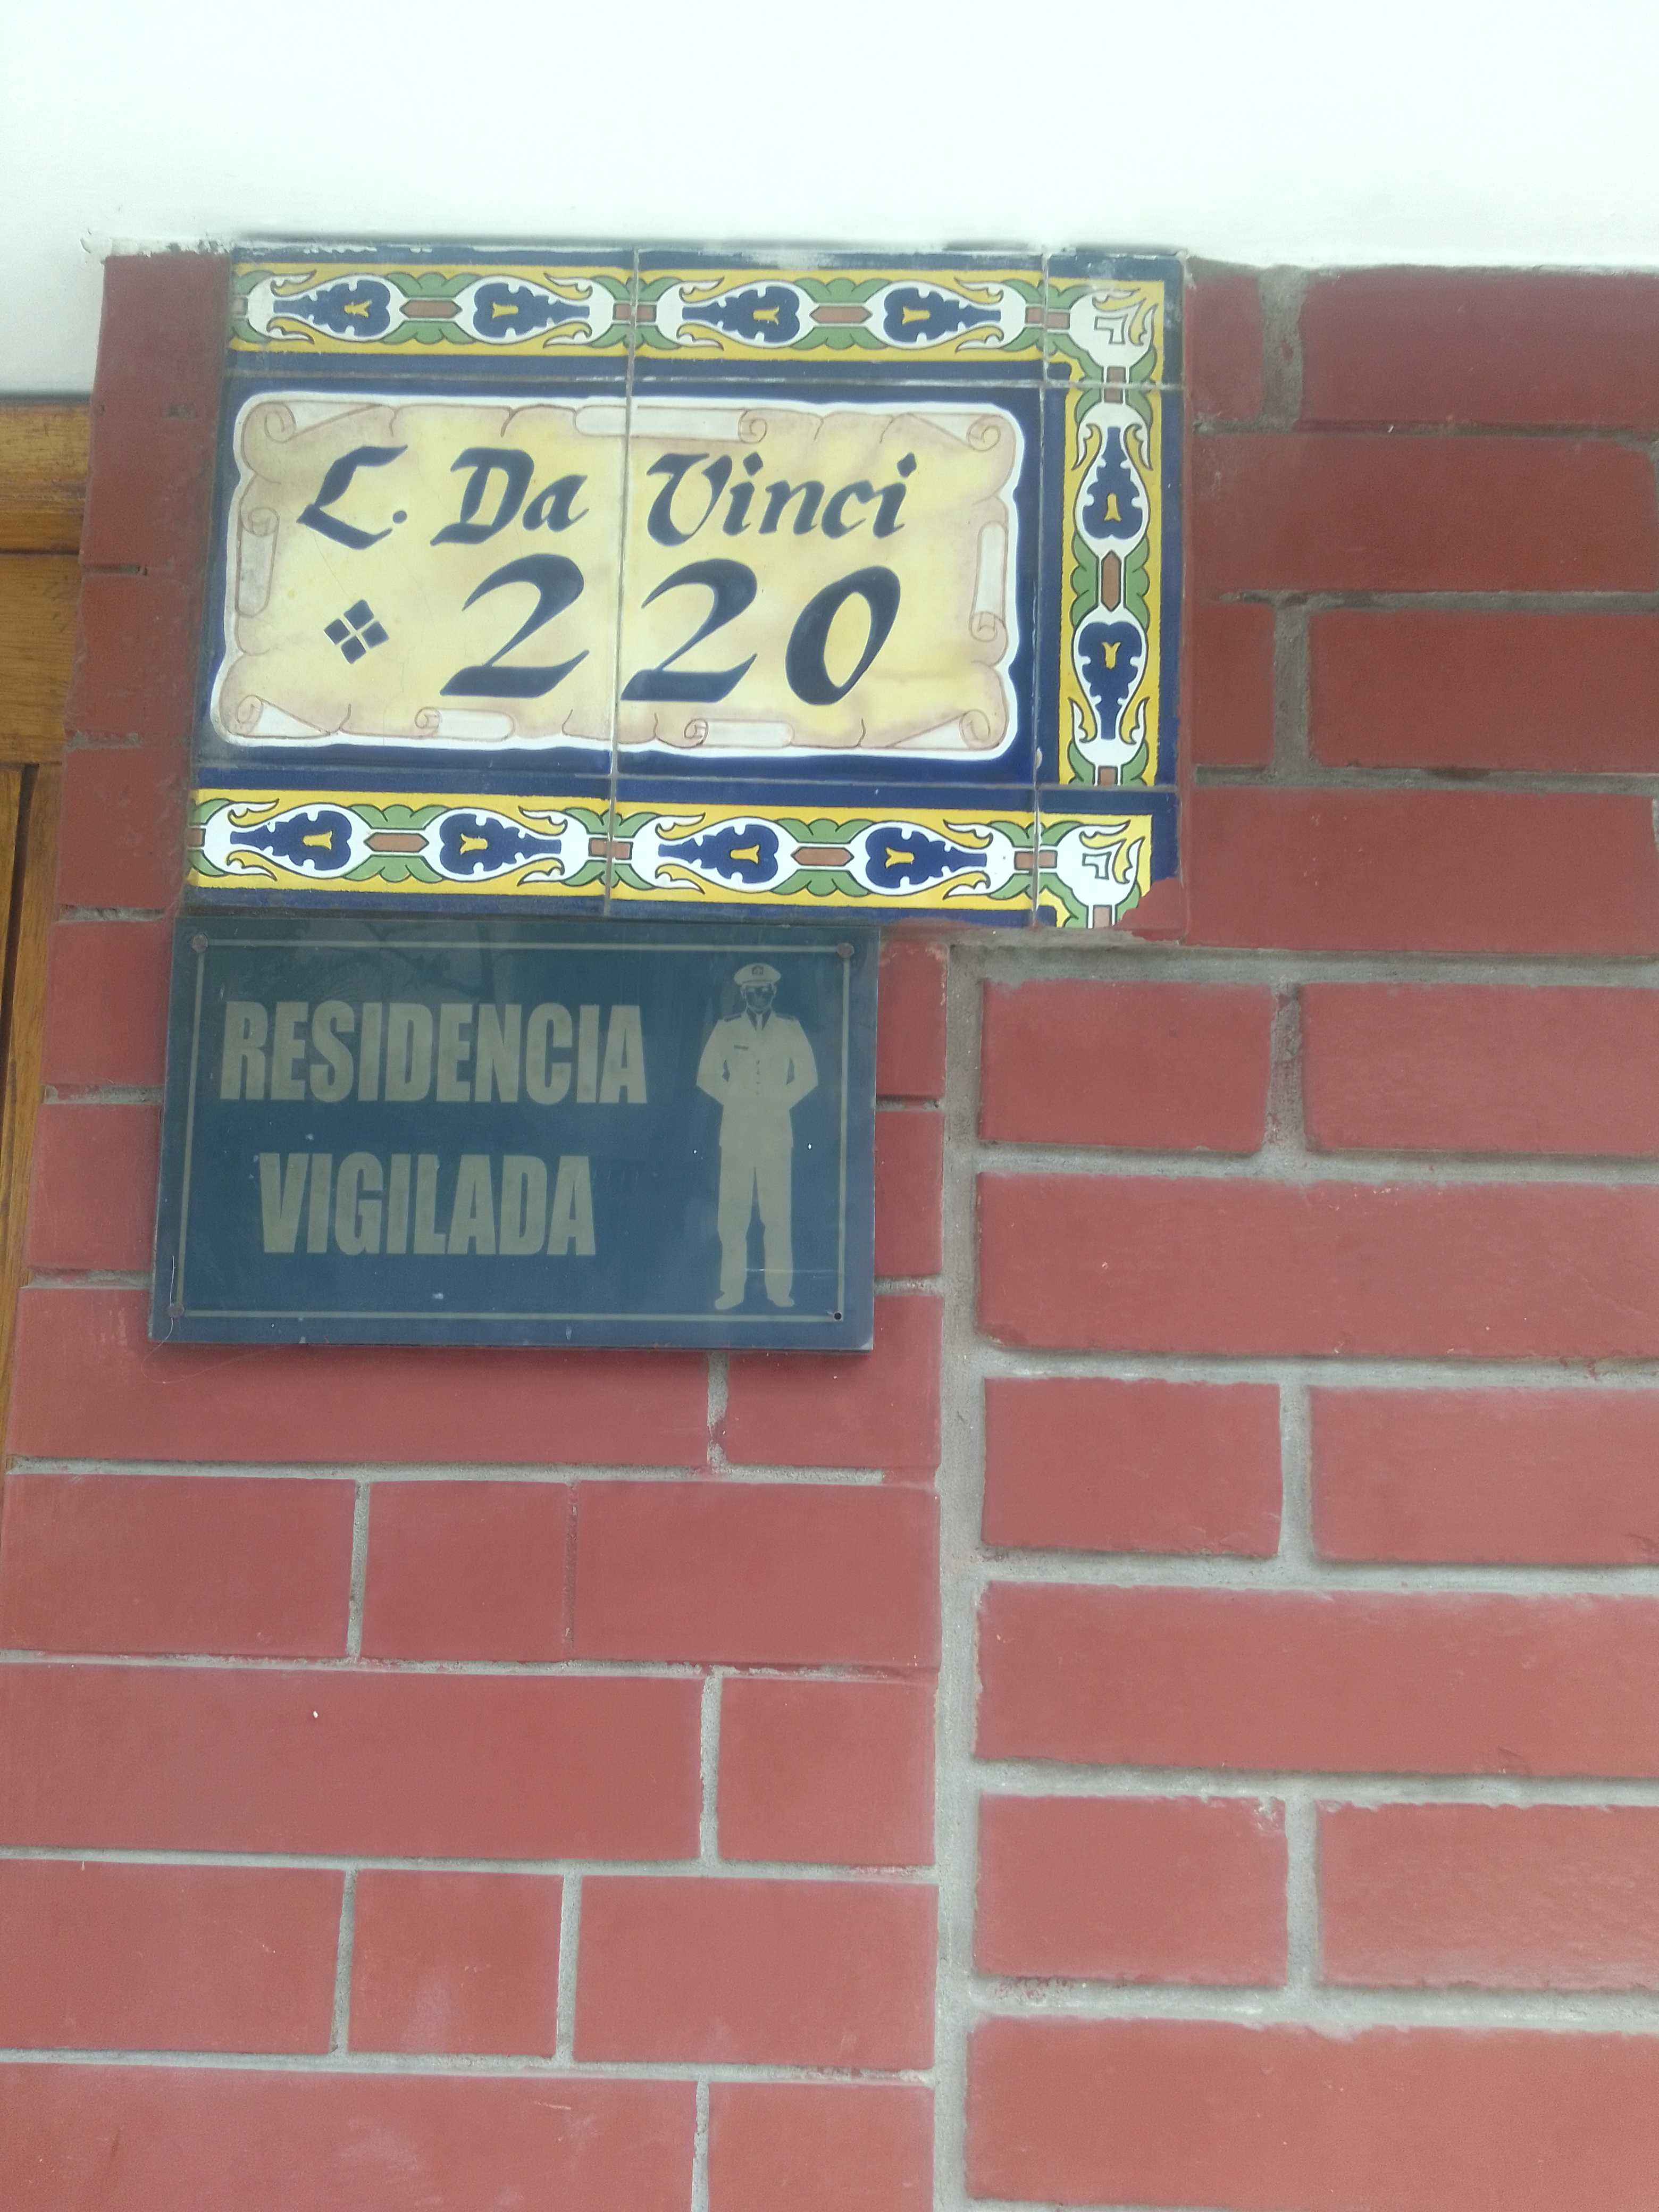 L. Da Vinci
220
RESIDENCIA
VIGILADA